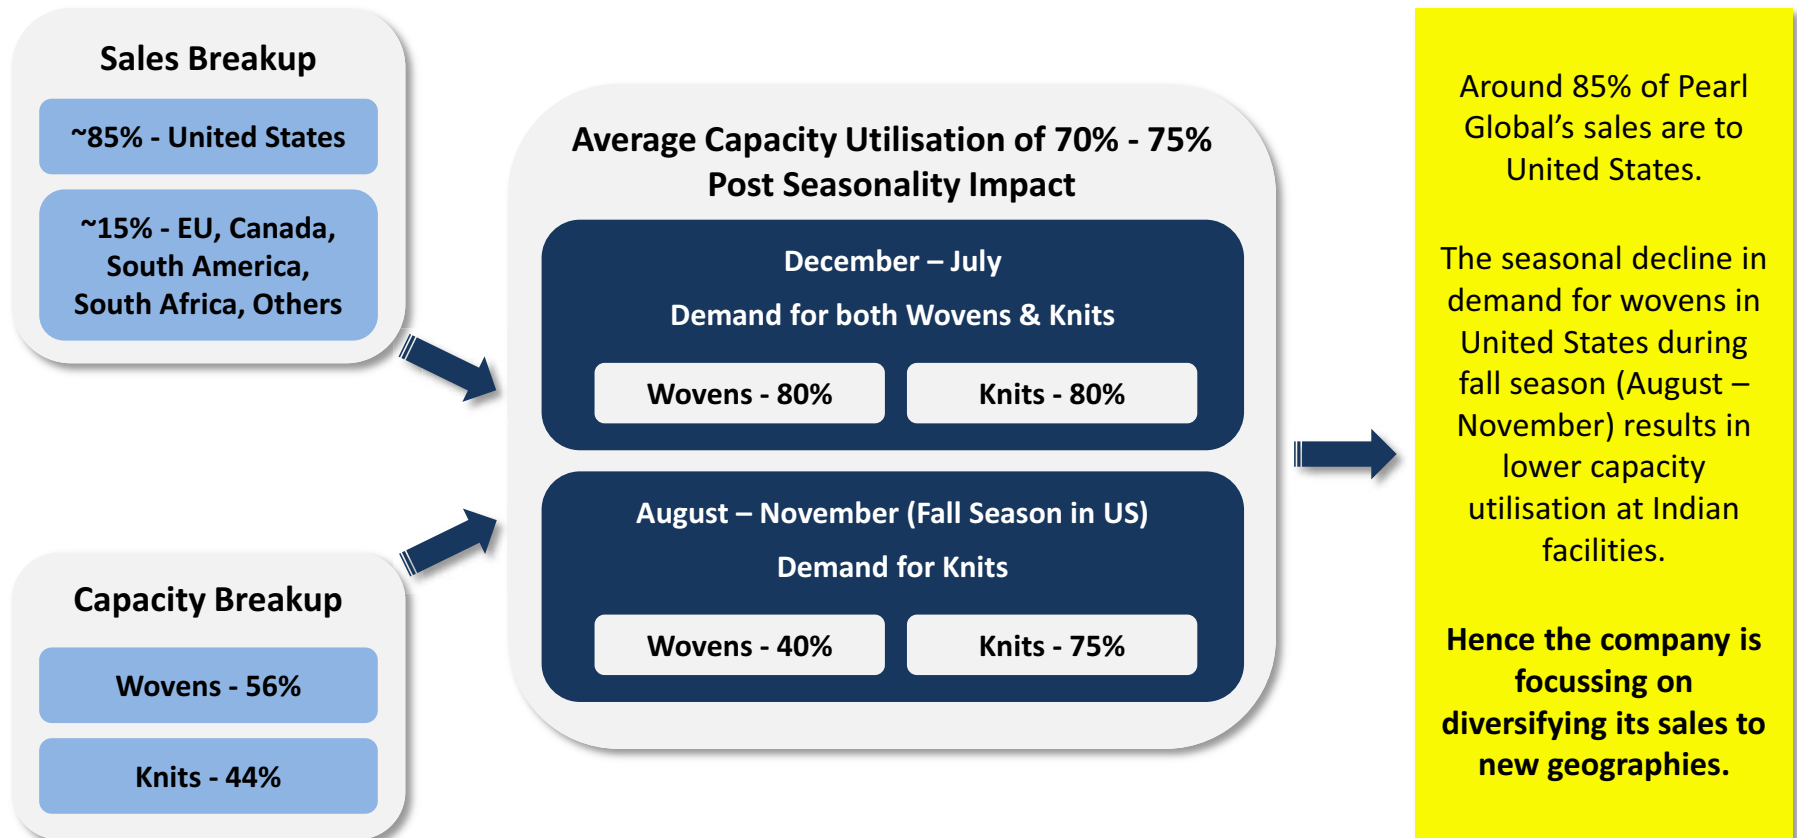 Sales Breakup
~85% - United States
~15% - EU, Canada,
South America,
South Africa, Others
Capacity Breakup
Wovens - 56%
Knits - 44%
Average Capacity Utilisation of 70% - 75%
Post Seasonality Impact
December – July
Demand for both Wovens & Knits
Wovens - 80%
Knits - 80%
August – November (Fall Season in US)
Demand for Knits
Wovens - 40%
Knits - 75%
Around 85% of Pearl
Global’s sales are to
United States.
The seasonal decline in
demand for wovens in
United States during
fall season (August –
November) results in
lower capacity
utilisation at Indian
facilities.
Hence the company is
focussing on
diversifying its sales to
new geographies.